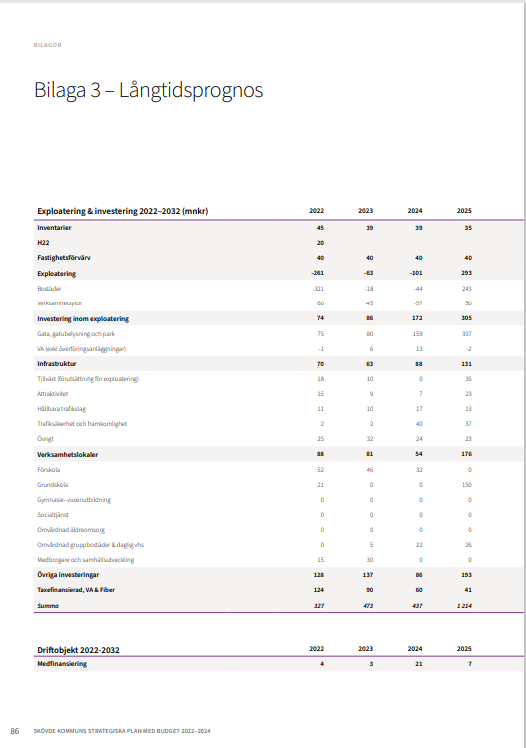 BILAGOR
Bilaga 3 – Långtidsprognos
Exploatering & investering 2022–2032 (mnkr) 2022 2023 2024 2025
Inventarier 45 39 39 35
H22 20
Fastighetsförvärv 40 40 40 40
Exploatering -261 -63 -101 293
Bostäder -321 -18 -44 243
Verksamhetsytor 60 -45 -57 50
Investering inom exploatering 74 86 172 305
Gata, gatubelysning och park 75 80 159 307
VA (exkl överföringsanläggningar) -1 6 13 -2
Infrastruktur 70 63 88 131
Tillväxt (förutsättning för exploatering) 18 10 0 35
Attraktivitet 15 9 7 23
Hållbara trafikslag 11 10 17 13
Trafiksäkerhet och framkomlighet 2 2 40 37
Övrigt 25 32 24 23
Verksamhetslokaler 88 81 54 176
Förskola 52 46 32 0
Grundskola 21 0 0 150
Gymnasie- vuxenutbildning 0 0 0 0
Socialtjänst 0 0 0 0
Omvårdnad äldreomsorg 0 0 0 0
Omvårdnad gruppbostäder & daglig vhs 0 5 22 26
Medborgare och samhällsutveckling 15 30 0 0
Övriga investeringar 128 137 86 193
Taxefinansierad, VA & Fiber 124 90 60 41
Summa 327 473 437 1 214
Driftobjekt 2022-2032 2022 2023 2024 2025
Medfinansiering 4 3 21 7
86 SKÖVDE KOMMUNS STRATEGISKA PLAN MED BUDGET 2022–2024